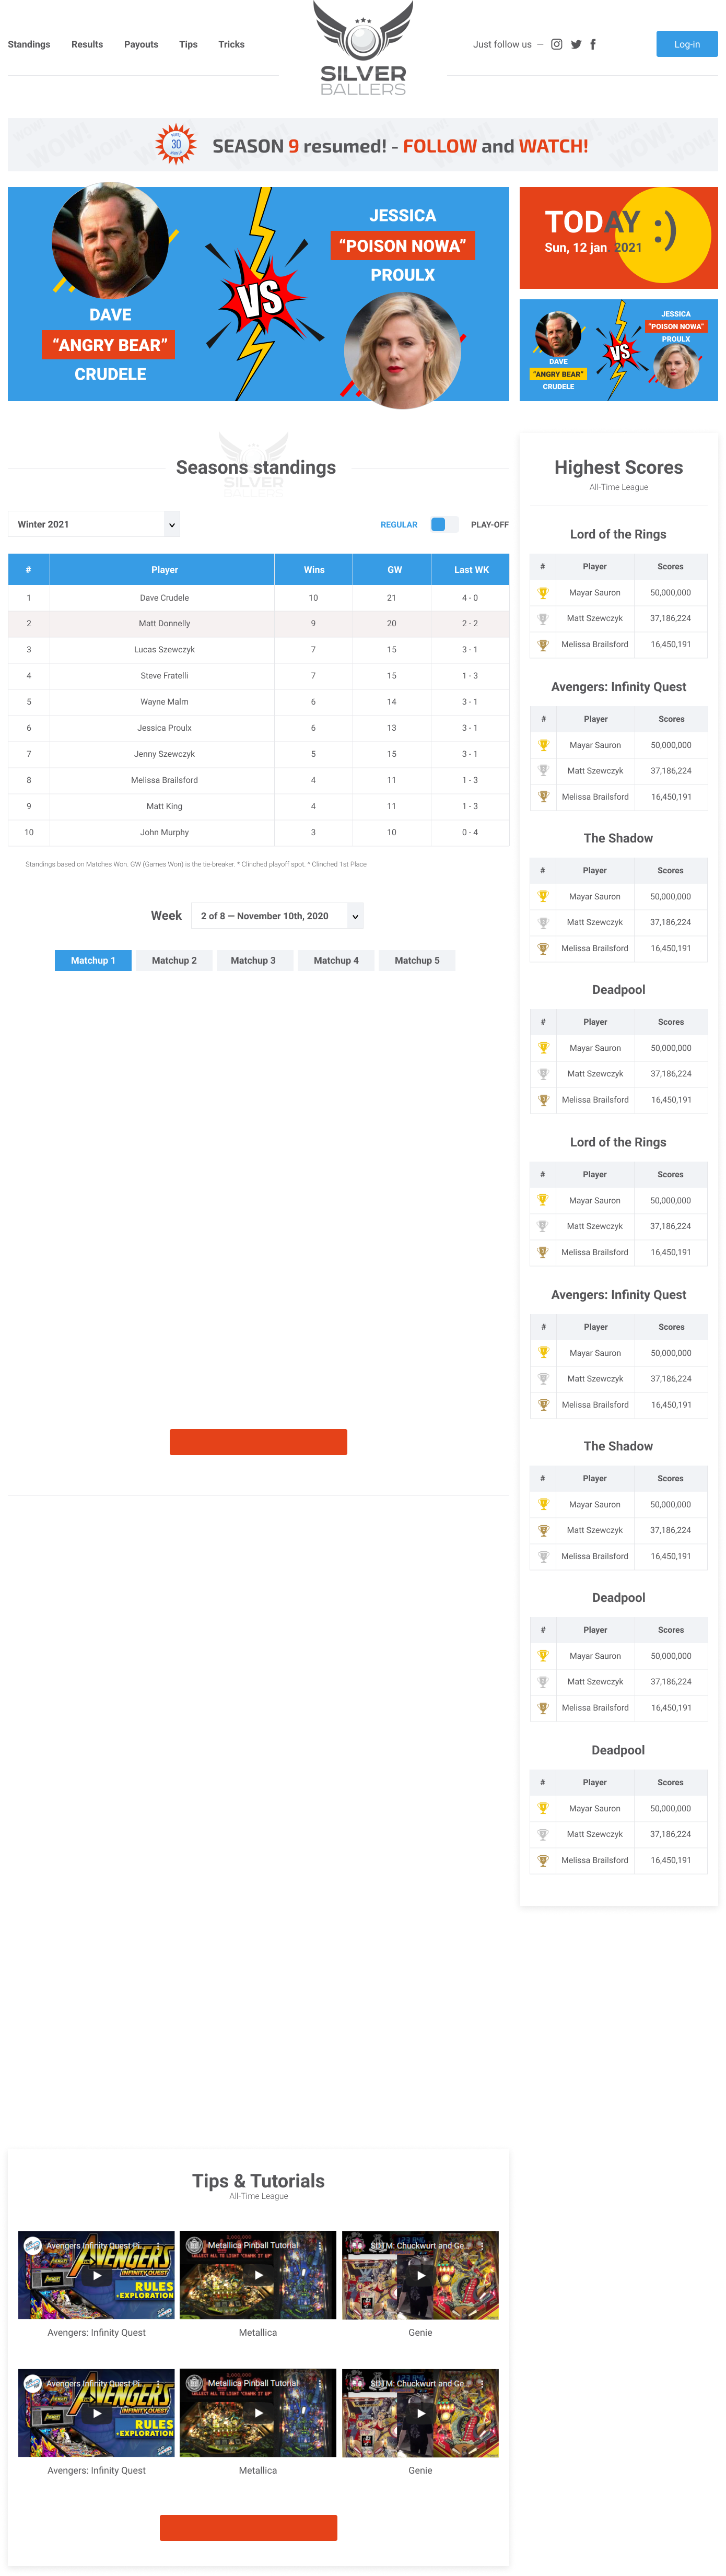 Standings
Results
Payouts
Tips
Tricks
SILVER
BALLERS
Just follow us —
Log-in
WOW!
WOW!
WOW!
WOW!
30
SEASON 9 resumed! - FOLLOW and WATCH!
DAVE
“ANGRY BEAR”
CRUDELE
VS
JESSICA
“POISON NOWA”
PROULX
TODAY :)
Sun, 12 jan 2021
DAVE
“ANGRY BEAR”
CRUDELE
VS
JESSICA
“POISON NOWA”
PROULX
Seasons standings
SILVER
BALLERS
Winter 2021
REGULAR
PLAY-OFF
# Player Wins GW Last WK
1 Dave Crudele 10 21 4 - 0
2 Matt Donnelly 9 20 2 - 2
3 Lucas Szewczyk 7 15 3 - 1
4 Steve Fratelli 7 15 1 - 3
5 Wayne Malm 6 14 3 - 1
6 Jessica Proulx 6 13 3 - 1
7 Jenny Szewczyk 5 15 3 - 1
8 Melissa Brailsford 4 11 1 - 3
9 Matt King 4 11 1 - 3
10 John Murphy 3 10 0 - 4
Standings based on Matches Won. GW (Games Won) is the tie-breaker. * Clinched playoff spot. ^ Clinched 1st Place
Week 2 of 8 — November 10th, 2020
Matchup 1
Matchup 2
Matchup 3
Matchup 4
Matchup 5
Highest Scores
All-Time League
Lord of the Rings
# Player Scores
Mayar Sauron 50,000,000
Matt Szewczyk 37,186,224
Melissa Brailsford 16,450,191
Avengers: Infinity Quest
# Player Scores
Mayar Sauron 50,000,000
Matt Szewczyk 37,186,224
Melissa Brailsford 16,450,191
The Shadow
# Player Scores
Mayar Sauron 50,000,000
Matt Szewczyk 37,186,224
Melissa Brailsford 16,450,191
Deadpool
# Player Scores
Mayar Sauron 50,000,000
Matt Szewczyk 37,186,224
Melissa Brailsford 16,450,191
Lord of the Rings
# Player Scores
Mayar Sauron 50,000,000
Matt Szewczyk 37,186,224
Melissa Brailsford 16,450,191
Avengers: Infinity Quest
# Player Scores
Mayar Sauron 50,000,000
Matt Szewczyk 37,186,224
Melissa Brailsford 16,450,191
The Shadow
# Player Scores
Mayar Sauron 50,000,000
Matt Szewczyk 37,186,224
Melissa Brailsford 16,450,191
Deadpool
# Player Scores
Mayar Sauron 50,000,000
Matt Szewczyk 37,186,224
Melissa Brailsford 16,450,191
Deadpool
# Player Scores
Mayar Sauron 50,000,000
Matt Szewczyk 37,186,224
Melissa Brailsford 16,450,191
Tips & Tutorials
All-Time League
Avengers Infinity Quest Pi...
AVENGERS
INFINITY QUEST
RULES
+EXPLORATION
Avengers: Infinity Quest
Metallica Pinball Tutorial
Metallica
SDTM: Chuckwurt and Ge...
Genie
Avengers Infinity Quest Pi...
AVENGERS
INFINITY QUEST
RULES
+EXPLORATION
Avengers: Infinity Quest
Metallica Pinball Tutorial
Metallica
SDTM: Chuckwurt and Ge...
Genie